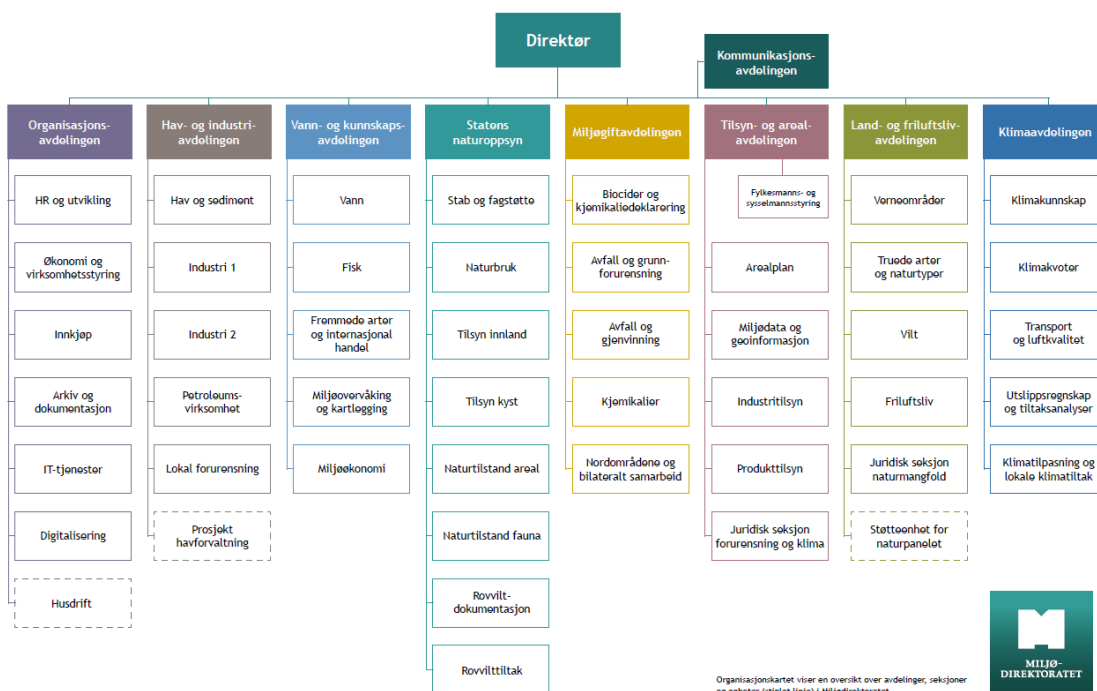 Direktør
Kommunikasjons-
avdelingen
Organisasjons-
avdelingen
HR og utvikling
Økonomi og
virksomhetsstyring
Innkjøp
Arkiv og
dokumentasjon
IT-tjenester
Digitalisering
Husdrift
Hav- og industri-
avdelingen
Hav og sediment
Industri 1
Industri 2
Petroleums-
virksomhet
Lokal forurensning
Prosjekt
havforvaltning
Vann- og kunnskaps-
avdelingen
Vann
Fisk
Fremmede arter
og internasjonal
handel
Miljøovervåking
og kartlegging
Miljøøkonomi
Statens
naturoppsyn
Stab og fagstøtte
Naturbruk
Tilsyn innland
Tilsyn kyst
Naturtilstand areal
Naturtilstand fauna
Rovvilt-
dokumentasjon
Rovvilttiltak
Miljøgiftavdelingen
Biocider og
kjemikaliedeklarering
Avfall og grunn-
forurensning
Avfall og
gjenvinning
Kjemikalier
Nordområdene og
bilateralt samarbeid
Tilsyn- og areal-
avdelingen
Fylkesmanns- og
sysselmannsstyring
Arealplan
Miljødata og
geoinformasjon
Industritilsyn
Produkttilsyn
Juridisk seksjon
forurensning og klima
Land- og friluftsliv-
avdelingen
Verneområder
Truede arter
og naturtyper
Vilt
Friluftsliv
Juridisk seksjon
naturmangfold
Støtteenhet for
naturpanelet
Klimaavdelingen
Klimakunnskap
Klimakvoter
Transport
og luftkvalitet
Utslippsregnskap
og tiltaksanalyser
Klimatilpasning og
lokale klimatiltak
MILJØ-
DIREKTORATET
Organisasjonskartet viser en oversikt over avdelinger, seksjoner
og enheter (stiplet linje) i Miljødirektoratet